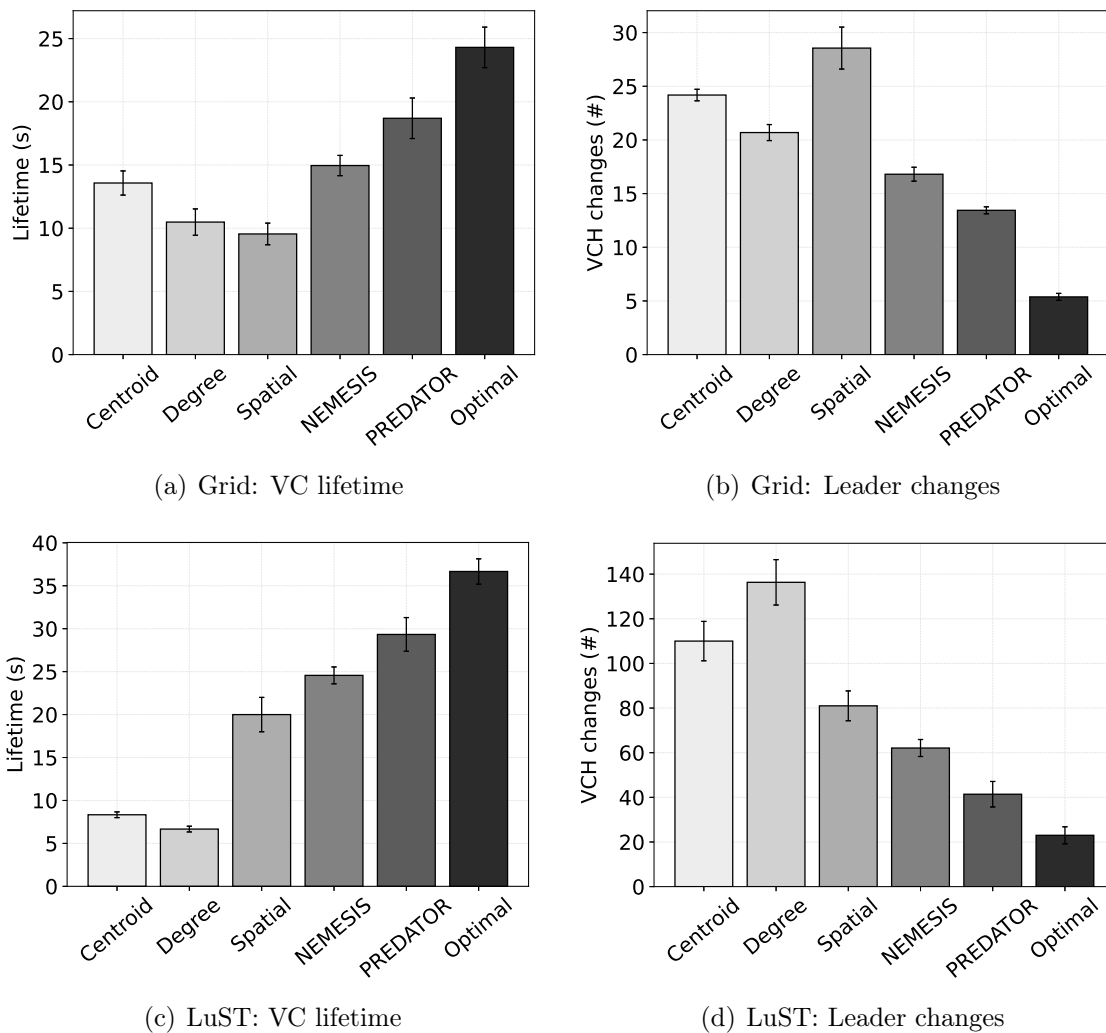 25
20
15
10
5
0
Lifetime (s)
Centroid
Degree
Spatial
NEMESIS
PREDATOR
Optimal
(a) Grid: VC lifetime
30
25
20
15
10
5
0
VCH changes (#)
Centroid
Degree
Spatial
NEMESIS
PREDATOR
Optimal
(b) Grid: Leader changes
40
35
30
25
20
15
10
5
0
Lifetime (s)
Centroid
Degree
Spatial
NEMESIS
PREDATOR
Optimal
(c) LuST: VC lifetime
140
120
100
80
60
40
20
0
VCH changes (#)
Centroid
Degree
Spatial
NEMESIS
PREDATOR
Optimal
(d) LuST: Leader changes